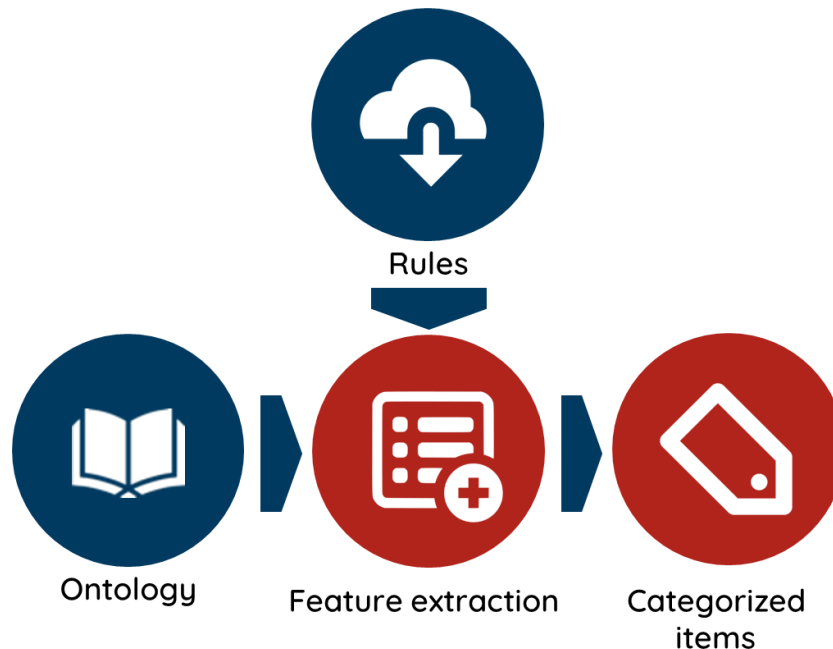 Rules
Ontology
Feature extraction
Categorized
items